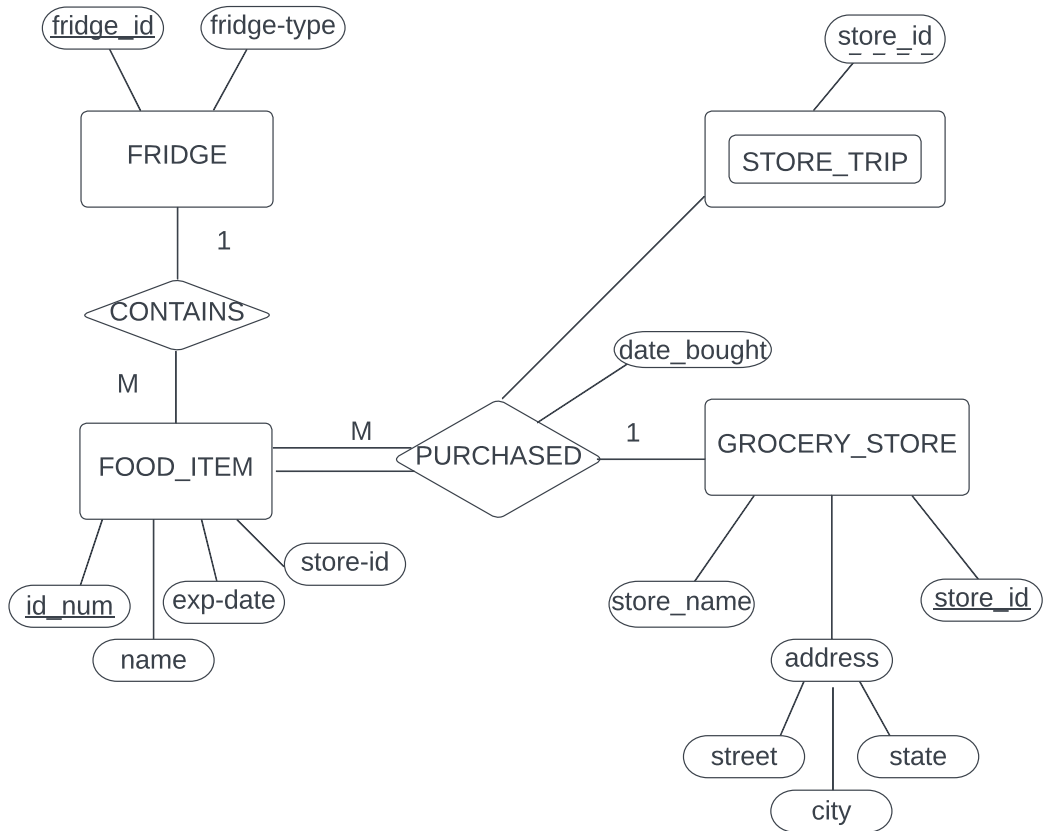 fridge_id
fridge-type
store_id
FRIDGE
STORE_TRIP
1
CONTAINS
date_bought
M
M
1
GROCERY_STORE
PURCHASED
FOOD_ITEM
store-id
exp-date
id_num
store_name
store_id
name
address
street
state
city